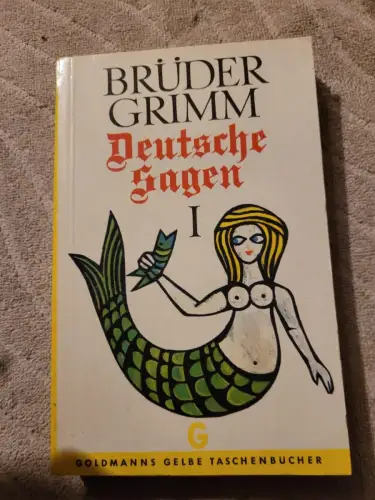 BRÜDER
GRIMM
Deutsche
Sagen
I
G
GOLDMANNS GELBE TASCHENBÜCHER